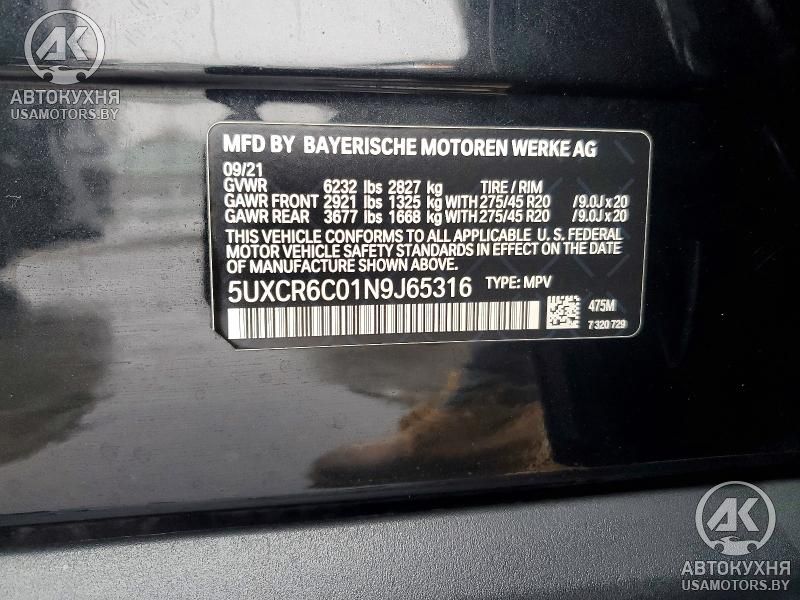 AK
АВТОКУХНЯ
USAMOTORS.BY
MFD BY BAYERISCHE MOTOREN WERKE AG
09/21
GVWR 6232 lbs 2827 kg TIRE / RIM
GAWR FRONT 2921 lbs 1325 kg WITH 275/45 R20 /9.0J x 20
GAWR REAR 3677 lbs 1668 kg WITH 275/45 R20 /9.0J x 20
THIS VEHICLE CONFORMS TO ALL APPLICABLE U. S. FEDERAL
MOTOR VEHICLE SAFETY STANDARDS IN EFFECT ON THE DATE
OF MANUFACTURE SHOWN ABOVE.
5UXCR6C01N9J65316 TYPE: MPV
475M
7 320 729
AK
АВТОКУХНЯ
USAMOTORS.BY